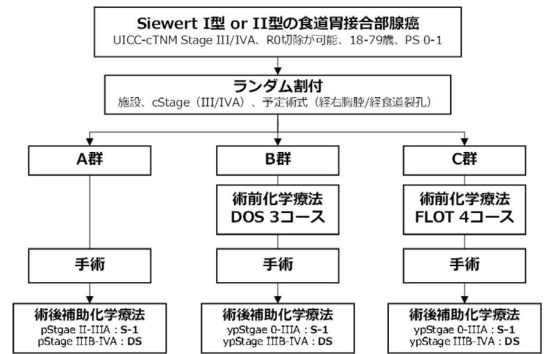 Siewert I型 or II型の食道胃接合部腺癌
UICC-cTNM Stage III/IVA、R0切除が可能、18-79歳、PS 0-1
ランダム割付
施設、cStage（III/IVA）、予定術式（経右胸腔/経食道裂孔）
A群
B群
C群
術前化学療法
DOS 3コース
術前化学療法
FLOT 4コース
手術
手術
手術
術後補助化学療法
pStgae II-IIIA：S-1
pStage IIIB-IVA：DS
術後補助化学療法
ypStgae 0-IIIA：S-1
ypStage IIIB-IVA：DS
術後補助化学療法
ypStgae 0-IIIA：S-1
ypStage IIIB-IVA：DS